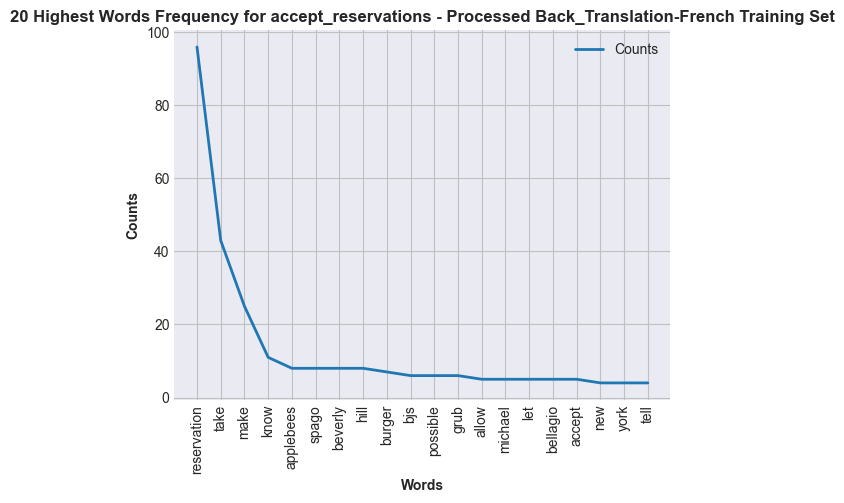 20 Highest Words Frequency for accept_reservations - Processed Back_Translation-French Training Set
100
80
60
40
20
0
Counts
Counts
reservation
take
make
know
applebees
spago
beverly
hill
burger
bjs
possible
grub
allow
michael
let
bellagio
accept
new
york
tell
Words